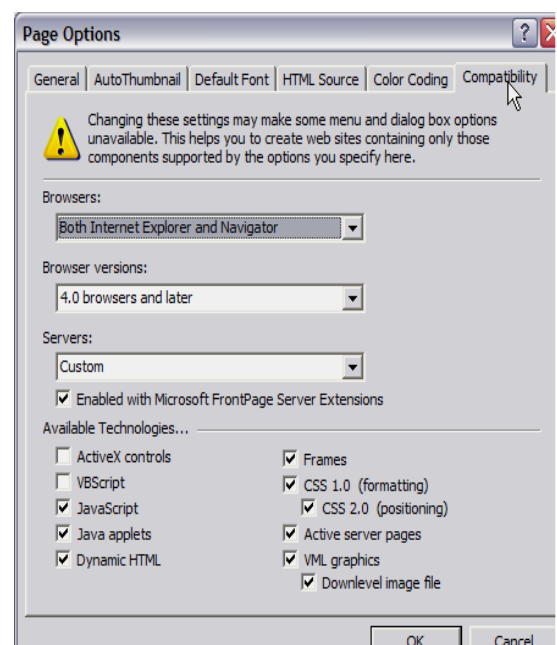 Page Options
?
General AutoThumbnail Default Font HTML Source Color Coding Compatibility
Changing these settings may make some menu and dialog box options
unavailable. This helps you to create web sites containing only those
components supported by the options you specify here.
Browsers:
Both Internet Explorer and Navigator
Browser versions:
4.0 browsers and later
Servers:
Custom
Enabled with Microsoft FrontPage Server Extensions
Available Technologies...
ActiveX controls
VBScript
JavaScript
Java applets
Dynamic HTML
Frames
CSS 1.0 (formatting)
CSS 2.0 (positioning)
Active server pages
VML graphics
Downlevel image file
OK Cancel